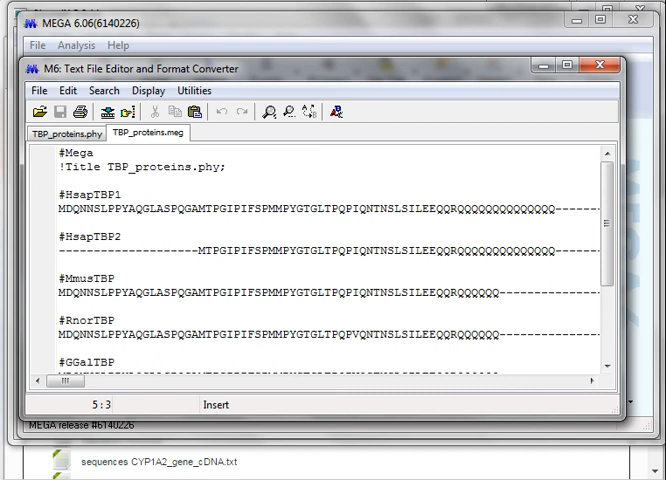 MEGA 6.06(6140226)
File Analysis Help
M6: Text File Editor and Format Converter
File Edit Search Display Utilities
TBP_proteins.phy TBP_proteins.meg
#Mega
!Title TBP_proteins.phy;
#HsapTBP1
MDQNNSLPPYAQGLASPQGAMTPGIPIFSPMMPYGTGLTPQPIQNTNSLSILEEQQRQQQQQQQQQQQQQQ------
#HsapTBP2
--------------------MTPGIPIFSPMMPYGTGLTPQPIQNTNSLSILEEQQRQQQQQQQQQQQQQQ------
#MmusTBP
MDQNNSLPPYAQGLASPQGAMTPGIPIFSPMMPYGTGLTPQPIQNTNSLSILEEQQRQQQQQQ--------------
#RnorTBP
MDQNNSLPPYAQGLASPQGAMTPGIPIFSPMMPYGTGLTPQPVQNTNSLSILEEQQRQQQQQQ--------------
#GGalTBP
5: 3 Insert
MEGA release #6140226
sequences CYP1A2_gene_cDNA.txt